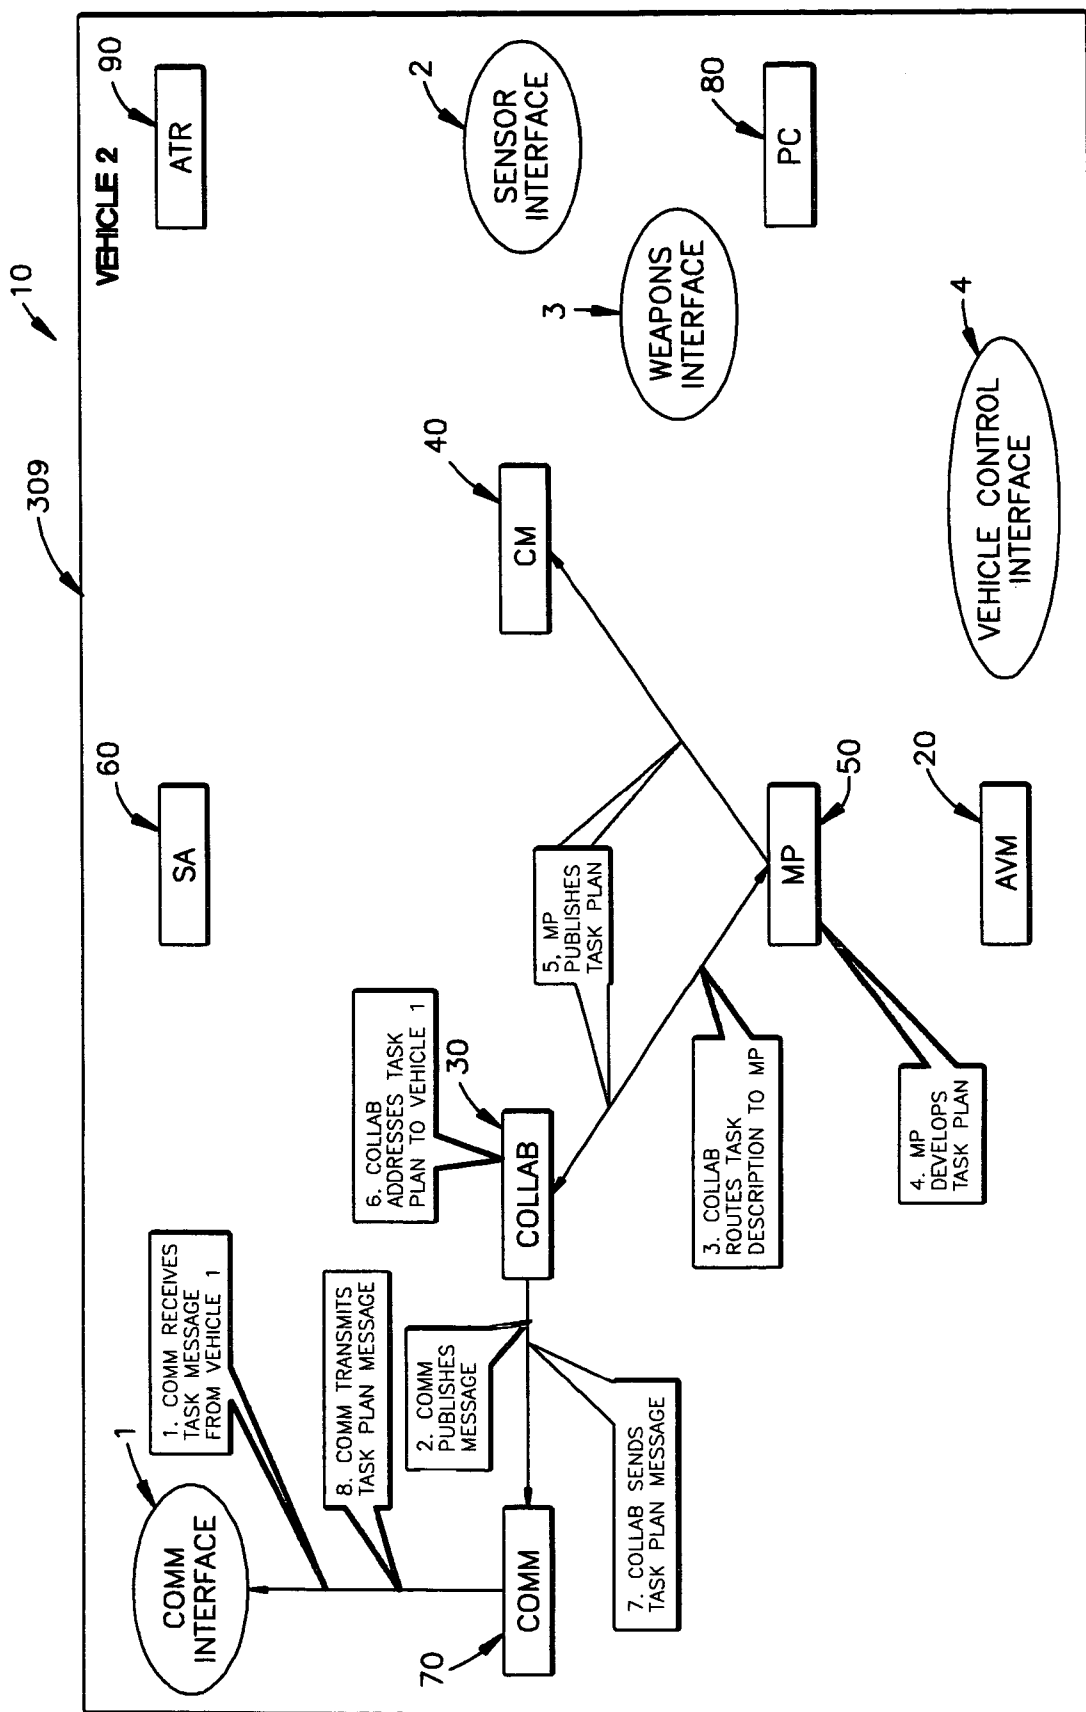 10
309
VEHICLE 2
1
COMM
INTERFACE
1. COMM RECEIVES
TASK MESSAGE
FROM VEHICLE 1
60
SA
90
ATR
8. COMM TRANSMITS
TASK PLAN MESSAGE
6. COLLAB
ADDRESSES TASK
PLAN TO VEHICLE 1
2
SENSOR
INTERFACE
70
COMM
2. COMM
PUBLISHES
MESSAGE
30
COLLAB
5, MP
PUBLISHES
TASK PLAN
40
CM
3
WEAPONS
INTERFACE
7. COLLAB SENDS
TASK PLAN MESSAGE
3. COLLAB
ROUTES TASK
DESCRIPTION TO MP
50
MP
80
PC
4. MP
DEVELOPS
TASK PLAN
20
AVM
4
VEHICLE CONTROL
INTERFACE